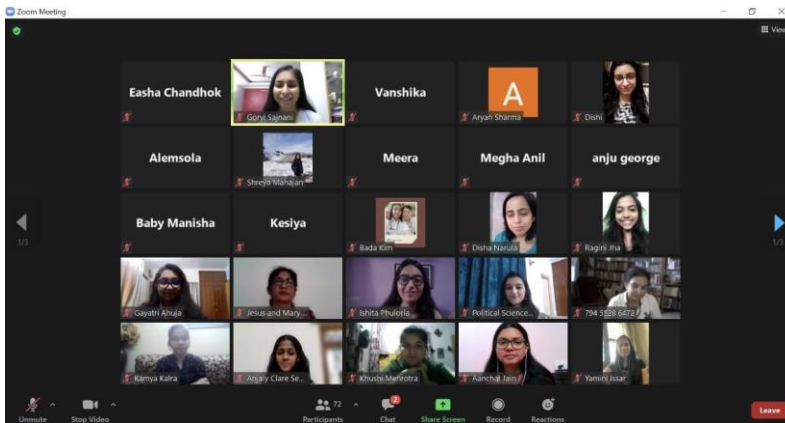 Zoom Meeting
View
Easha Chandhok
Gorvi Sajnani
Vanshika
A
Aryan Sharma
Dishi
Alemsola
Shreya Mahajan
Meera
Megha Anil
anju george
Baby Manisha
Kesiya
Bada Kim
Disha Narula
Ragini Jha
1/3
1/3
Gayatri Ahuja
Jesus and Mary ...
Ishita Phuloria
Political Science...
794 5528 6472
Kamya Kalra
Anjaly Clare Se...
Khushi Mehrotra
Aanchal Jain
Yamini Issar
Unmute
Stop Video
72
Participants
2
Chat
Share Screen
Record
Reactions
Leave